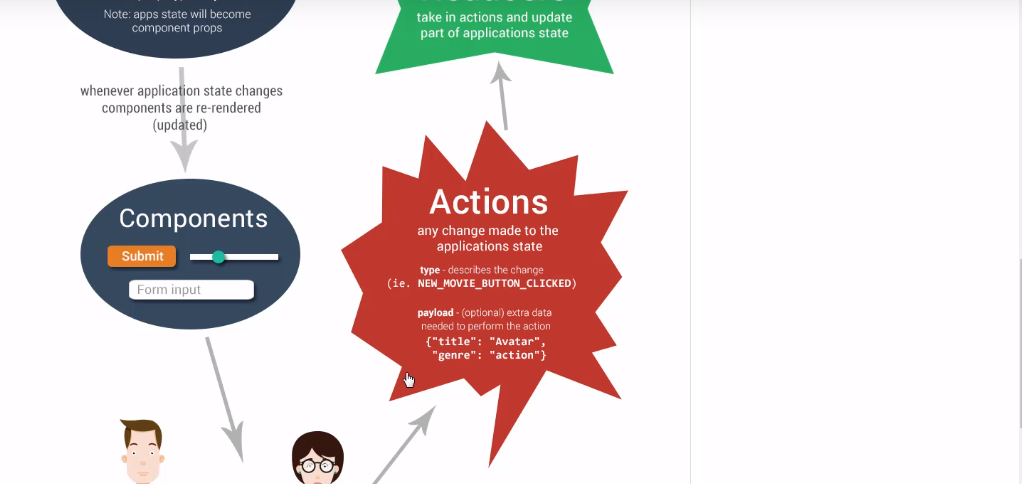 Note: apps state will become
component props
take in actions and update
part of applications state
whenever application state changes
components are re-rendered
(updated)
Components
Submit
Form input
Actions
any change made to the
applications state
type - describes the change
(ie. NEW_MOVIE_BUTTON_CLICKED)
payload - (optional) extra data
needed to perform the action
{"title": "Avatar",
"genre": "action"}